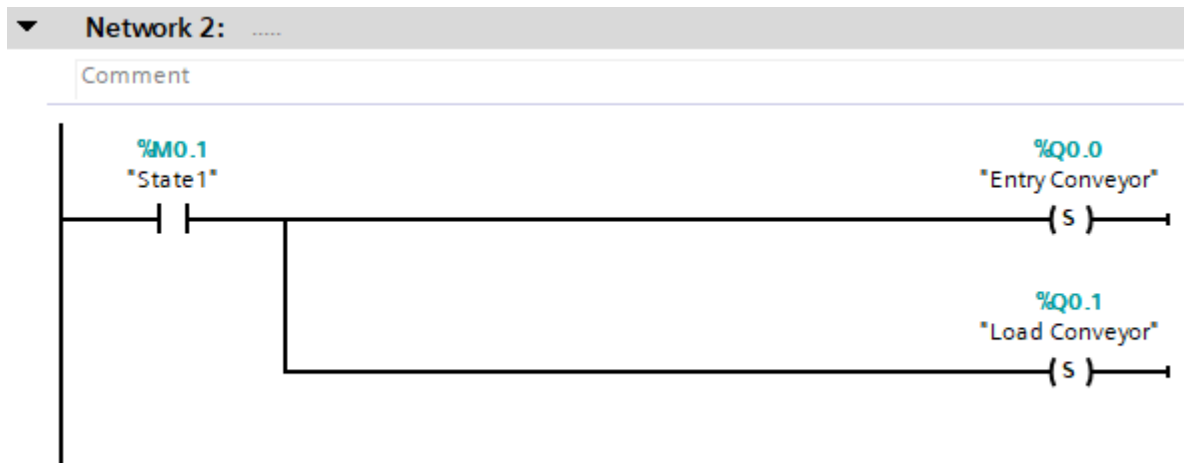 Network 2: .....
Comment
%M0.1
"State1"
%Q0.0
"Entry Conveyor"
S
%Q0.1
"Load Conveyor"
S